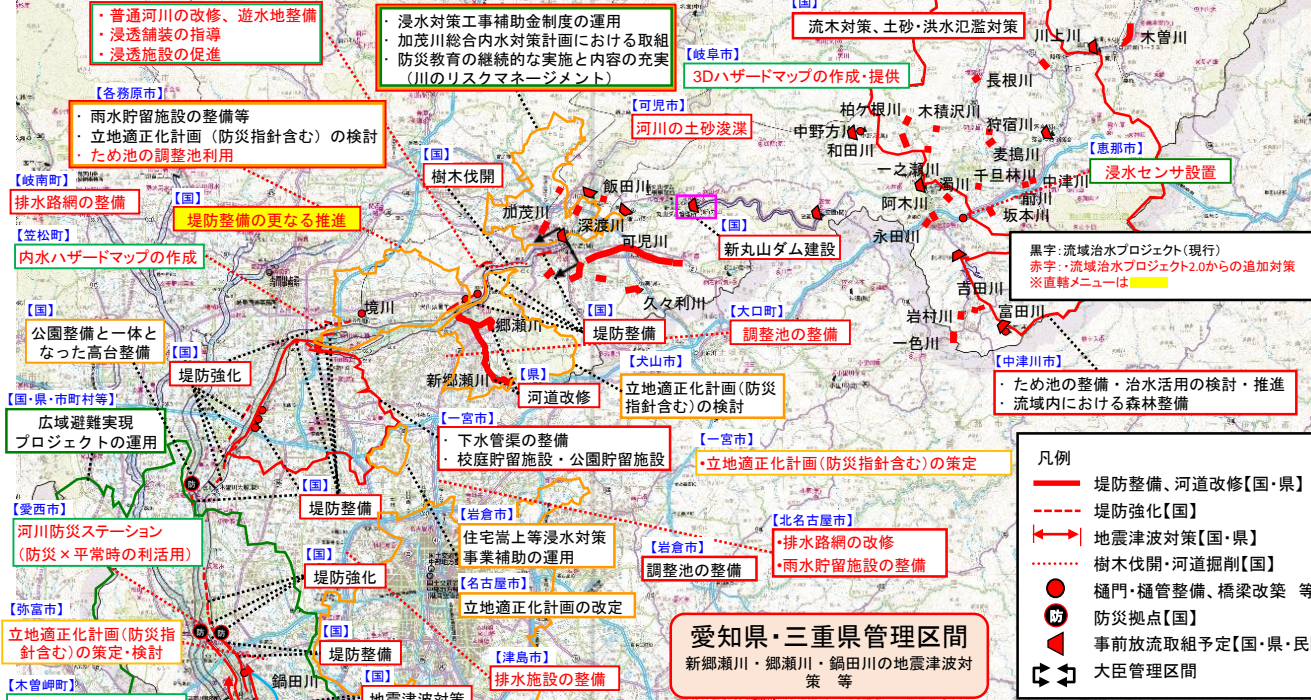 ・普通河川の改修、遊水地整備
・浸透舗装の指導
・浸透施設の促進
・浸水対策工事補助金制度の運用
・加茂川総合内水対策計画における取組
・防災教育の継続的な実施と内容の充実
（川のリスクマネージメント）
【国】
流木対策、土砂・洪水氾濫対策
【岐阜市】
3Dハザードマップの作成・提供
川上川
木曽川
長根川
【各務原市】
・雨水貯留施設の整備等
・立地適正化計画（防災指針含む）の検討
・ため池の調整池利用
【可児市】
河川の土砂浚渫
柏ケ根川
木積沢川
狩宿川
中野方川
和田川
麦搗川
【恵那市】
浸水センサ設置
【国】
樹木伐開
一之瀬川
千旦林川
中津川
濁川
前川
阿木川
坂本川
永田川
【岐南町】
排水路網の整備
【国】
堤防整備の更なる推進
飯田川
加茂川
深渡川
可児川
【国】
新丸山ダム建設
【笠松町】
内水ハザードマップの作成
黒字：流域治水プロジェクト(現行)
赤字：・流域治水プロジェクト2.0からの追加対策
※直轄メニューは
吉田川
久々利川
岩村川
富田川
一色川
【国】
公園整備と一体と
なった高台整備
境川
郷瀬川
【国】
堤防整備
【大口町】
調整池の整備
【国】
堤防強化
新郷瀬川
【県】
河道改修
【犬山市】
立地適正化計画(防災
指針含む)の検討
【中津川市】
・ため池の整備・治水活用の検討・推進
・流域内における森林整備
【国・県・市町村等】
広域避難実現
プロジェクトの運用
【一宮市】
・下水管渠の整備
・校庭貯留施設・公園貯留施設
【一宮市】
・立地適正化計画(防災指針含む)の策定
防
【国】
堤防整備
【愛西市】
河川防災ステーション
(防災×平常時の利活用)
【岩倉市】
住宅嵩上等浸水対策
事業補助の運用
【岩倉市】
調整池の整備
【北名古屋市】
・排水路網の改修
・雨水貯留施設の整備
【国】
堤防強化
【名古屋市】
立地適正化計画の改定
【弥富市】
立地適正化計画(防災指
針含む)の策定・検討
防
防
【国】
堤防整備
【津島市】
排水施設の整備
【木曽岬町】
鍋田川
【国】
地震津波対策
愛知県・三重県管理区間
新郷瀬川・郷瀬川・鍋田川の地震津波対
策 等
凡例
堤防整備、河道改修【国・県】
堤防強化【国】
地震津波対策【国・県】
樹木伐開・河道掘削【国】
樋門・樋管整備、橋梁改築 等
防 防災拠点【国】
事前放流取組予定【国・県・民
大臣管理区間